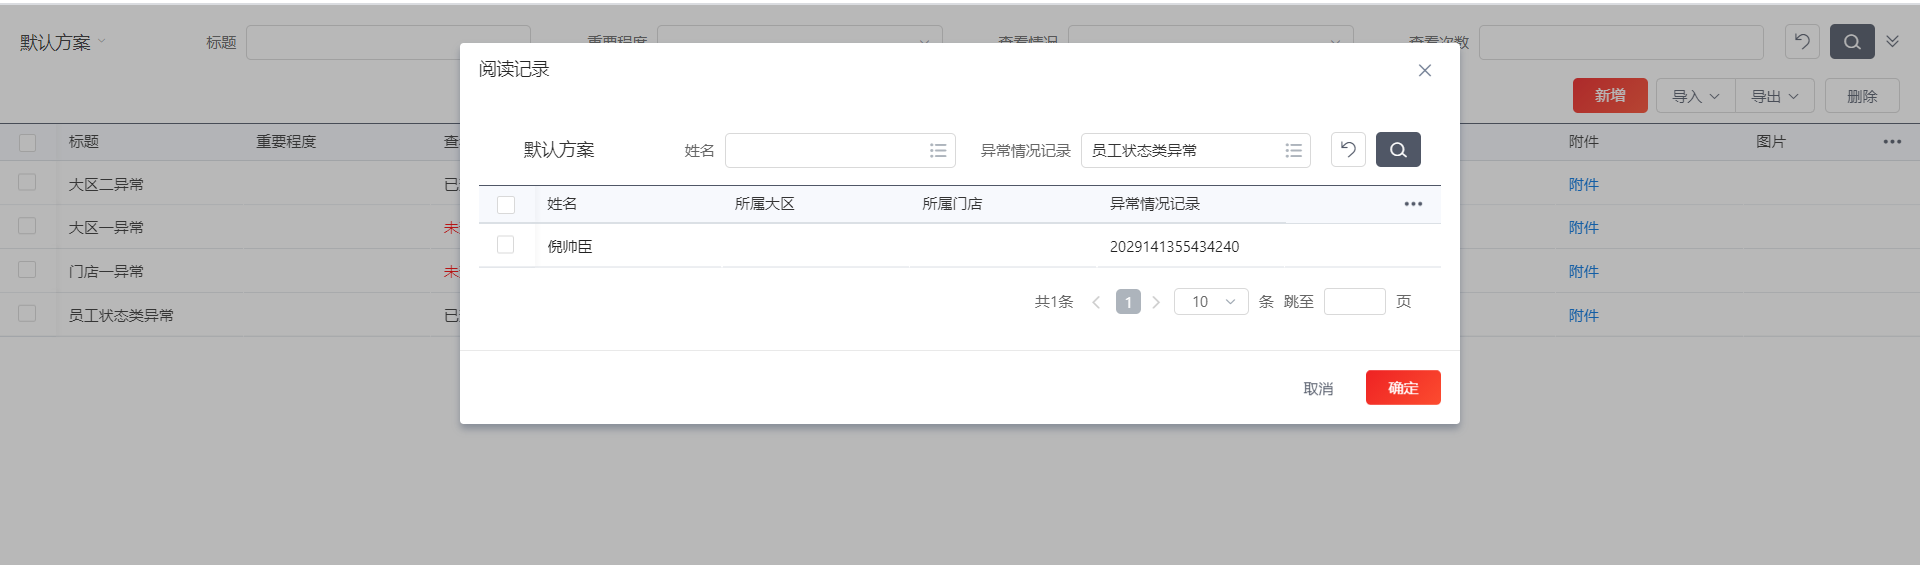 默认方案 标题 重要程度 查看情况 查看次数
阅读记录
新增 导入 导出 删除
默认方案 姓名 异常情况记录 员工状态类异常
标题 重要程度 查 附件 图片
姓名 所属大区 所属门店 异常情况记录
大区二异常 已 附件
大区一异常 未 附件
倪帅臣 2029141355434240
门店一异常 未 附件
共1条 1 10 条 跳至 页
员工状态类异常 已 附件
取消 确定